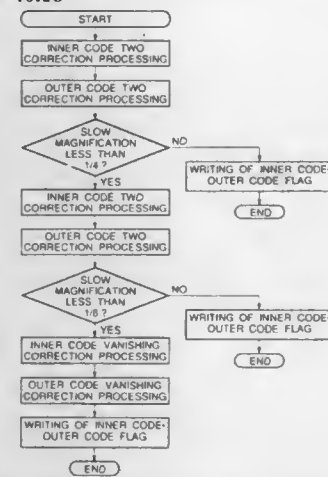 START
INNER CODE TWO
CORRECTION PROCESSING
OUTER CODE TWO
CORRECTION PROCESSING
SLOW
MAGNIFICATION
LESS THAN
1/4 ?
NO
WRITING OF INNER CODE-
OUTER CODE FLAG
END
YES
INNER CODE TWO
CORRECTION PROCESSING
OUTER CODE TWO
CORRECTION PROCESSING
SLOW
MAGNIFICATION
LESS THAN
1/8 ?
NO
WRITING OF INNER CODE-
OUTER CODE FLAG
END
YES
INNER CODE VANISHING
CORRECTION PROCESSING
OUTER CODE VANISHING
CORRECTION PROCESSING
WRITING OF INNER CODE-
OUTER CODE FLAG
END